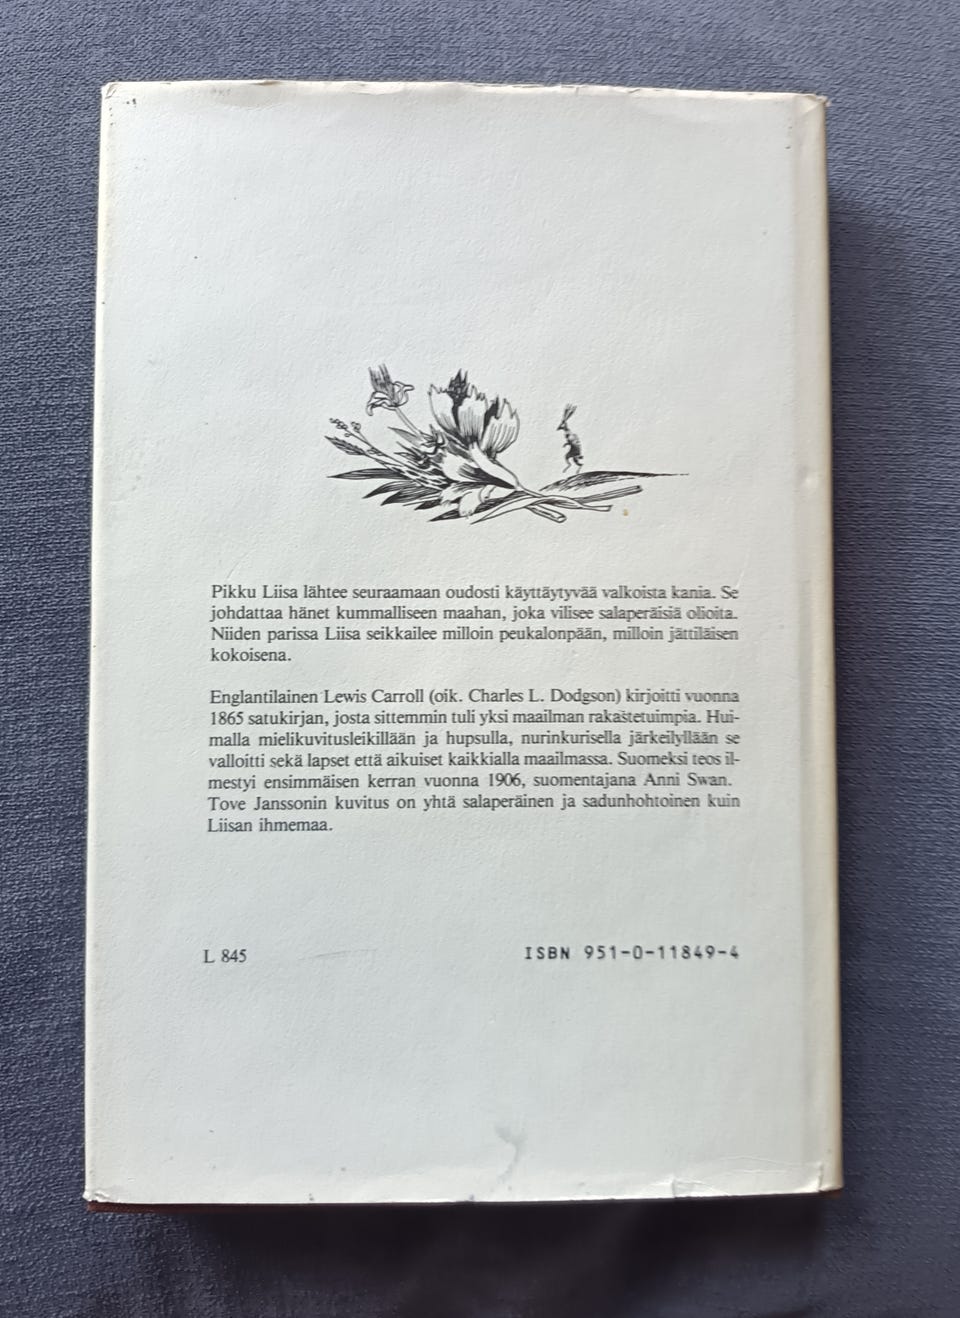 Pikku Liisa lähtee seuraamaan oudosti käyttäytyvää valkoista kania. Se
johdattaa hänet kummalliseen maahan, joka vilisee salaperäisiä olioita.
Niiden parissa Liisa seikkailee milloin peukalonpään, milloin jättiläisen
kokoisena.
Englantilainen Lewis Carroll (oik. Charles L. Dodgson) kirjoitti vuonna
1865 satukirjan, josta sittemmin tuli yksi maailman rakastetuimpia. Hui-
malla mielikuvitusleikillään ja hupsulla, nurinkurisella järkeilyllään se
valloitti sekä lapset että aikuiset kaikkialla maailmassa. Suomeksi teos il-
mestyi ensimmäisen kerran vuonna 1906, suomentajana Anni Swan.
Tove Janssonin kuvitus on yhtä salaperäinen ja sadunhohtoinen kuin
Liisan ihmemaa.
L 845
ISBN 951-0-11849-4